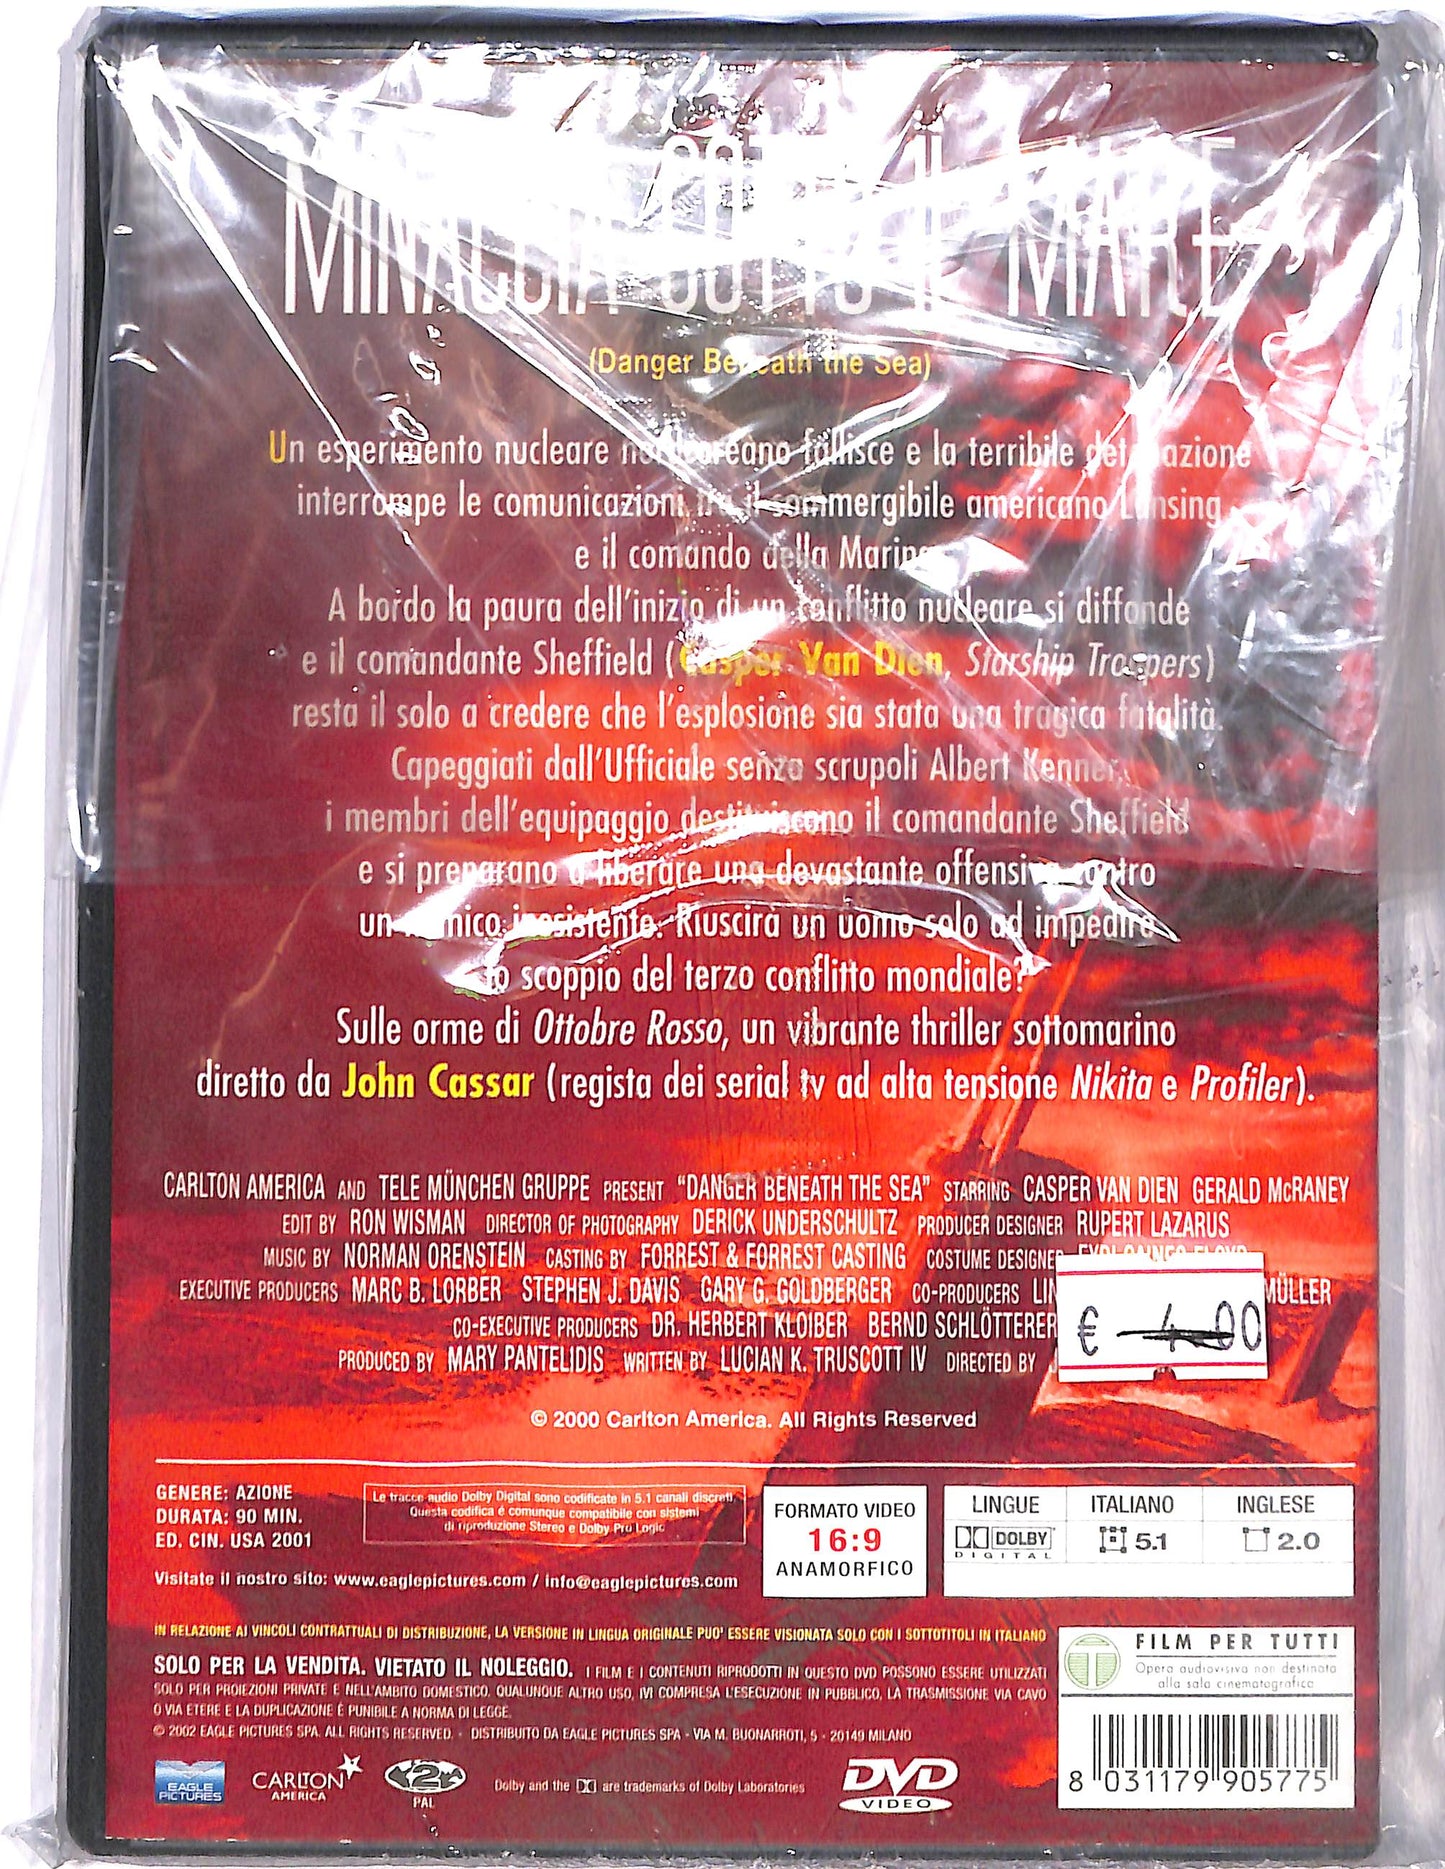 MINACCIA SOTTO IL MARE
(Danger Beneath the Sea)
Un esperimento nucleare nordcoreano fallisce e la terribile detonazione
interrompe le comunicazioni tra il sommergibile americano Lansing
e il comando della Marina.
A bordo la paura dell'inizio di un conflitto nucleare si diffonde
e il comandante Sheffield (Casper Van Dien, Starship Troopers)
resta il solo a credere che l'esplosione sia stata una tragica fatalità.
Capeggiati dall'Ufficiale senza scrupoli Albert Kenner,
i membri dell'equipaggio destituiscono il comandante Sheffield
e si preparano a liberare una devastante offensiva contro
un nemico inesistente. Riuscirà un uomo solo ad impedire
lo scoppio del terzo conflitto mondiale?
Sulle orme di Ottobre Rosso, un vibrante thriller sottomarino
diretto da John Cassar (regista dei serial tv ad alta tensione Nikita e Profiler).
CARLTON AMERICA AND TELE MÜNCHEN GRUPPE PRESENT "DANGER BENEATH THE SEA" STARRING CASPER VAN DIEN GERALD McRANEY
EDIT BY RON WISMAN DIRECTOR OF PHOTOGRAPHY DERICK UNDERSCHULTZ PRODUCER DESIGNER RUPERT LAZARUS
MUSIC BY NORMAN ORENSTEIN CASTING BY FORREST & FORREST CASTING COSTUME DESIGNER
EXECUTIVE PRODUCERS MARC B. LORBER STEPHEN J. DAVIS GARY G. GOLDBERGER CO-PRODUCERS MÜLLER
CO-EXECUTIVE PRODUCERS DR. HERBERT KLOIBER BERND SCHLÖTTERER
€ 4.00
PRODUCED BY MARY PANTELIDIS WRITTEN BY LUCIAN K. TRUSCOTT IV DIRECTED BY
© 2000 Carlton America. All Rights Reserved
GENERE: AZIONE
DURATA: 90 MIN.
ED. CIN. USA 2001
Le tracce audio Dolby Digital sono codificate in 5.1 canali discreti
Questa codifica è comunque compatibile con sistemi
di riproduzione Stereo e Dolby Pro Logic
FORMATO VIDEO
16:9
ANAMORFICO
LINGUE ITALIANO INGLESE
DOLBY 5.1 2.0
DIGITAL
Visitate il nostro sito: www.eaglepictures.com / info@eaglepictures.com
IN RELAZIONE AI VINCOLI CONTRATTUALI DI DISTRIBUZIONE, LA VERSIONE IN LINGUA ORIGINALE PUO' ESSERE VISIONATA SOLO CON I SOTTOTITOLI IN ITALIANO
SOLO PER LA VENDITA. VIETATO IL NOLEGGIO. I FILM E I CONTENUTI RIPRODOTTI IN QUESTO DVD POSSONO ESSERE UTILIZZATI
SOLO PER PROIEZIONI PRIVATE E NELL'AMBITO DOMESTICO. QUALUNQUE ALTRO USO, IVI COMPRESA L'ESECUZIONE IN PUBBLICO, LA TRASMISSIONE VIA CAVO
O VIA ETERE E LA DUPLICAZIONE È PUNIBILE A NORMA DI LEGGE.
© 2002 EAGLE PICTURES SPA. ALL RIGHTS RESERVED. - DISTRIBUITO DA EAGLE PICTURES SPA - VIA M. BUONARROTI, 5 - 20149 MILANO
T FILM PER TUTTI
Opera audiovisiva non destinata
alla sala cinematografica
EAGLE
PICTURES
CARLTON
AMERICA
2
PAL
Dolby and the are trademarks of Dolby Laboratories
DVD
VIDEO
8 031179 905775